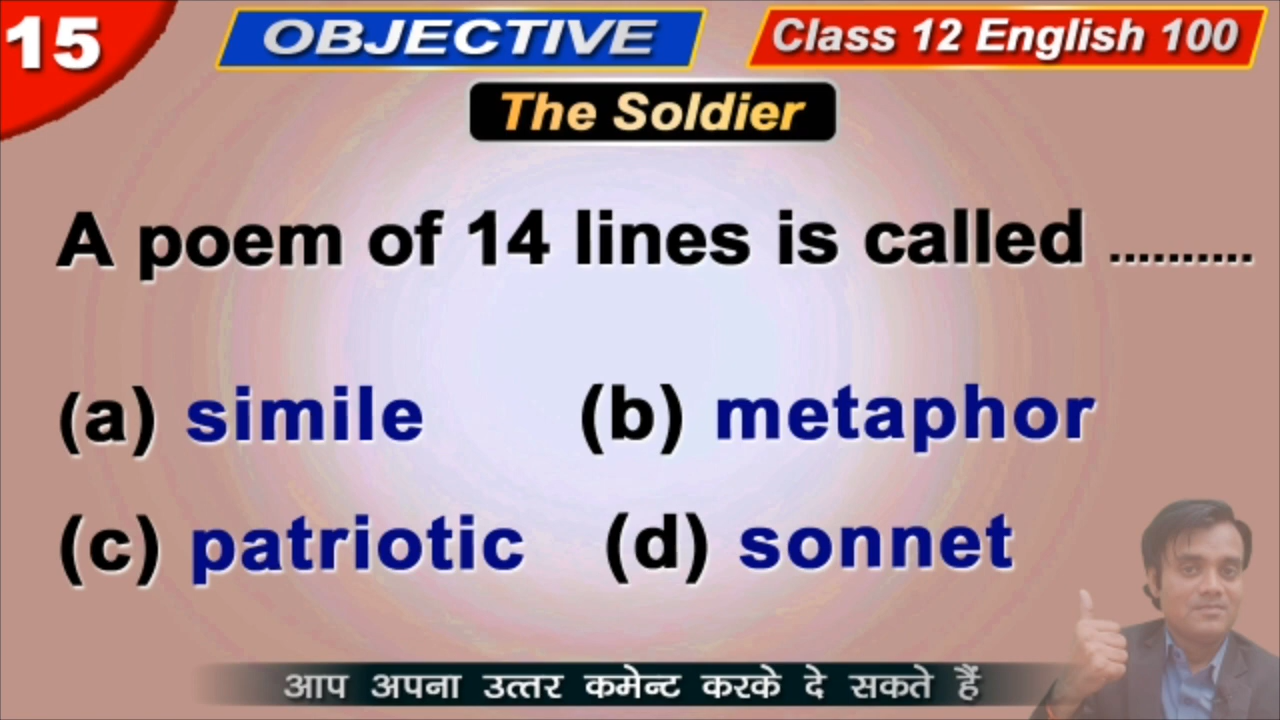 15 OBJECTIVE Class 12 English 100
The Soldier
A poem of 14 lines is called ..........
(a) simile (b) metaphor
(c) patriotic (d) sonnet
आप अपना उत्तर कमेन्ट करके दे सकते हैं